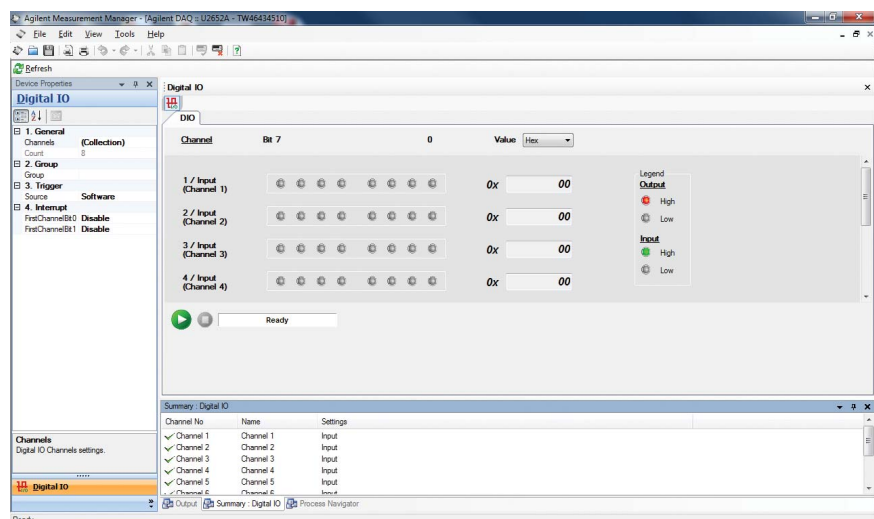 Agilent Measurement Manager - [Agilent DAQ :: U2652A - TW46434510]
File Edit View Tools Help
Refresh
Device Properties
Digital IO
1. General
Channels (Collection)
Count 8
2. Group
Group
3. Trigger
Source Software
4. Interrupt
FirstChannelBit0 Disable
FirstChannelBit1 Disable
Channels
Digital IO Channels settings.
Digital IO
Digital IO
DIO
Channel Bit 7 0 Value Hex
1 / Input
(Channel 1)
0x 00
2 / Input
(Channel 2)
0x 00
3 / Input
(Channel 3)
0x 00
4 / Input
(Channel 4)
0x 00
Legend
Output
High
Low
Input
High
Low
Ready
Summary : Digital IO
Channel No Name Settings
Channel 1 Channel 1 Input
Channel 2 Channel 2 Input
Channel 3 Channel 3 Input
Channel 4 Channel 4 Input
Channel 5 Channel 5 Input
Channel 6 Channel 6 Input
Output Summary : Digital IO Process Navigator
Ready